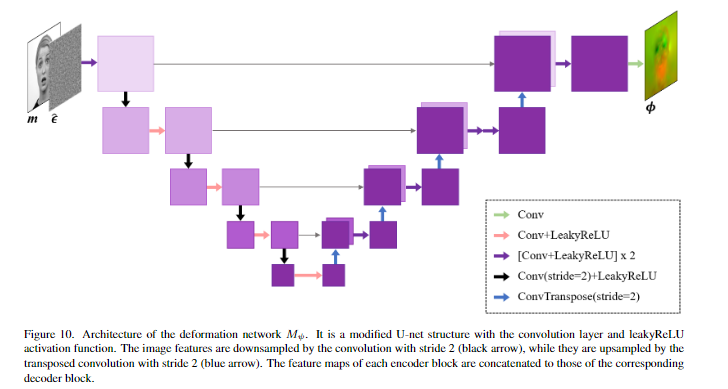 m ε̂
ϕ
Conv
Conv+LeakyReLU
[Conv+LeakyReLU] x 2
Conv(stride=2)+LeakyReLU
ConvTranspose(stride=2)
Figure 10. Architecture of the deformation network Mψ. It is a modified U-net structure with the convolution layer and leakyReLU
activation function. The image features are downsampled by the convolution with stride 2 (black arrow), while they are upsampled by the
transposed convolution with stride 2 (blue arrow). The feature maps of each encoder block are concatenated to those of the corresponding
decoder block.